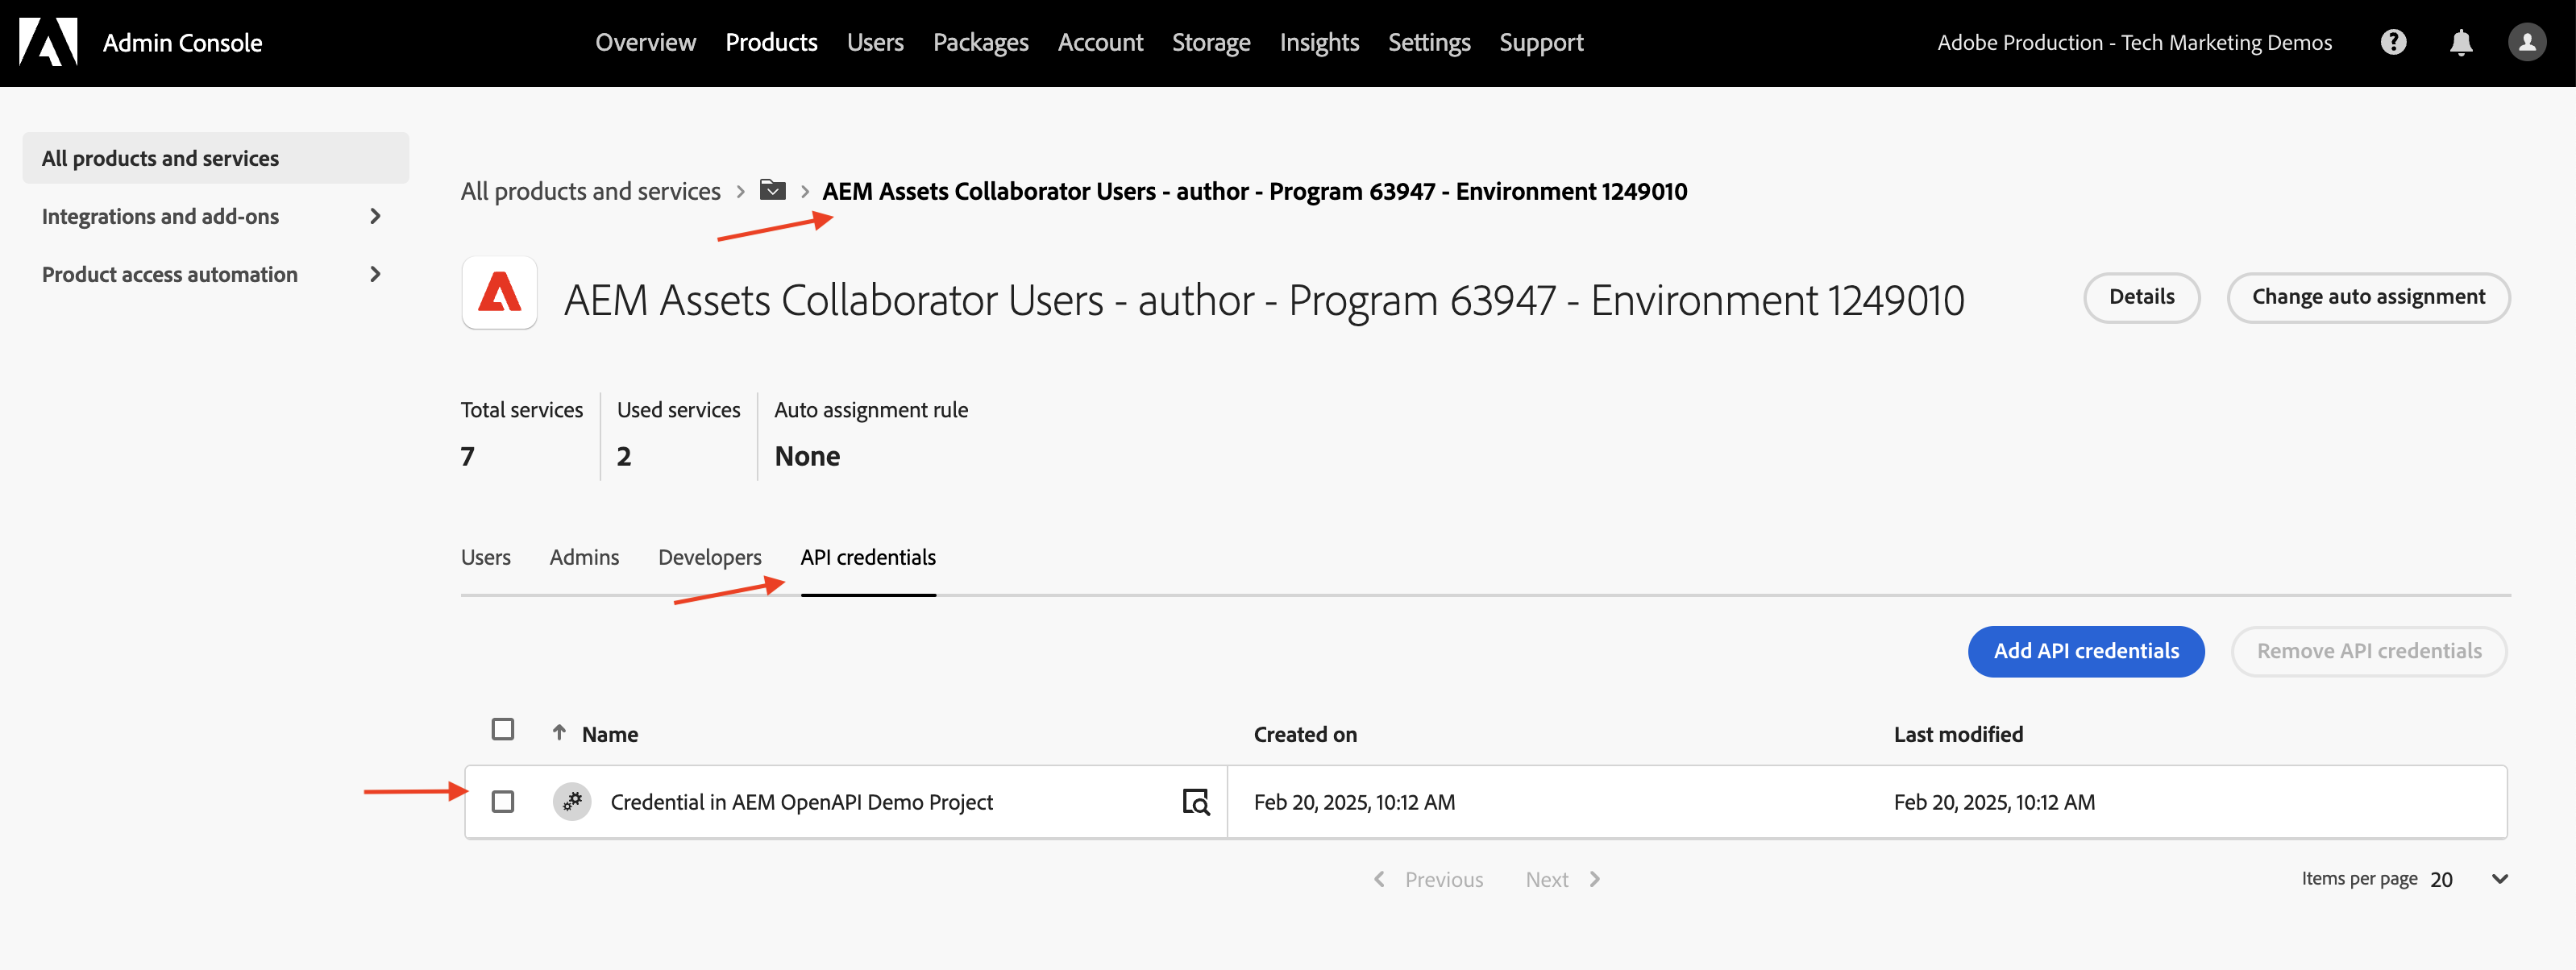 Admin Console
Overview Products Users Packages Account Storage Insights Settings Support
Adobe Production - Tech Marketing Demos
All products and services
Integrations and add-ons
Product access automation
All products and services > > AEM Assets Collaborator Users - author - Program 63947 - Environment 1249010
AEM Assets Collaborator Users - author - Program 63947 - Environment 1249010
Details
Change auto assignment
Total services Used services Auto assignment rule
7 2 None
Users Admins Developers API credentials
Add API credentials
Remove API credentials
Name Created on Last modified
Credential in AEM OpenAPI Demo Project Feb 20, 2025, 10:12 AM Feb 20, 2025, 10:12 AM
Previous Next
Items per page 20